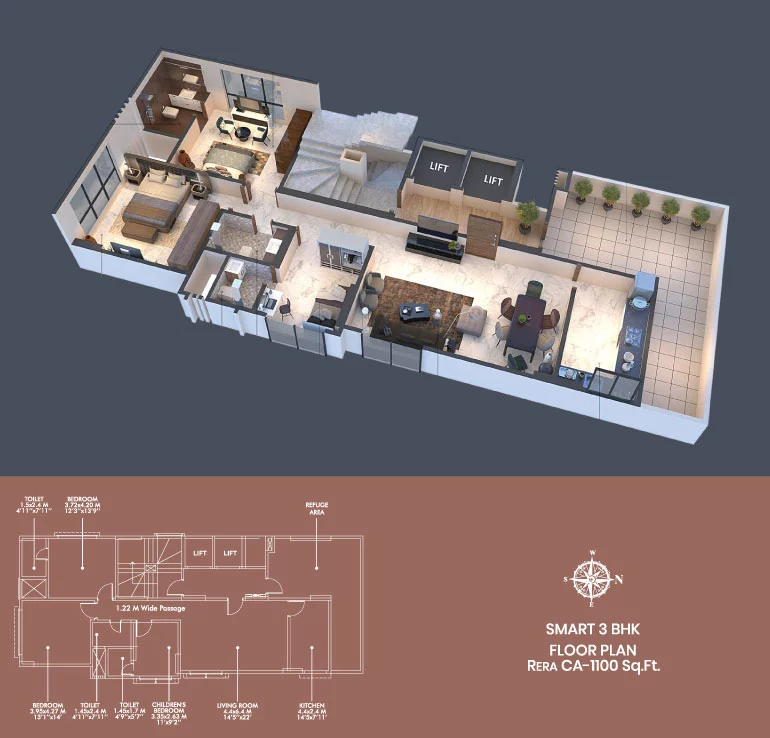 LIFT
LIFT
TOILET
1.5x2.4 M
4'11"x7'11"
BEDROOM
3.72x4.20 M
12'3"x13'9"
REFUGE
AREA
LIFT
LIFT
1.22 M Wide Passage
BEDROOM
3.95x4.27 M
13'1"x14'
TOILET
1.45x2.4 M
4'11"x7'11"
TOILET
1.45x1.7 M
4'9"x5'7"
CHILDREN'S
BEDROOM
3.35x2.63 M
11'x9'2"
LIVING ROOM
4.4x6.4 M
14'5"x22'
KITCHEN
4.4x2.4 M
14'5"x7'11'
W
S
N
E
SMART 3 BHK
FLOOR PLAN
RERA CA-1100 Sq.Ft.